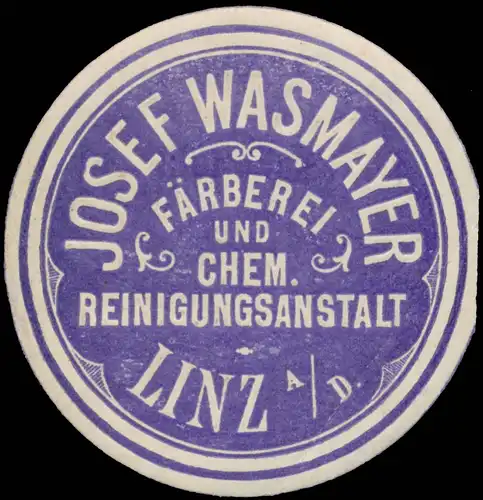 JOSEF WASMAYER
FÄRBEREI
UND
CHEM.
REINIGUNGSANSTALT
LINZ A/D.